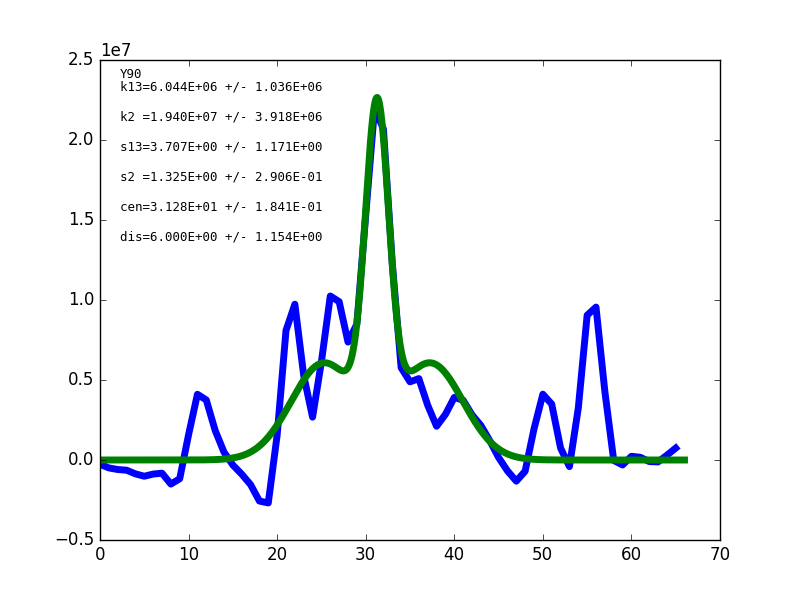 1e7
Y90
k13=6.044E+06 +/- 1.036E+06
k2 =1.940E+07 +/- 3.918E+06
s13=3.707E+00 +/- 1.171E+00
s2 =1.325E+00 +/- 2.906E-01
cen=3.128E+01 +/- 1.841E-01
dis=6.000E+00 +/- 1.154E+00
2.5
2.0
1.5
1.0
0.5
0.0
−0.5
0 10 20 30 40 50 60 70